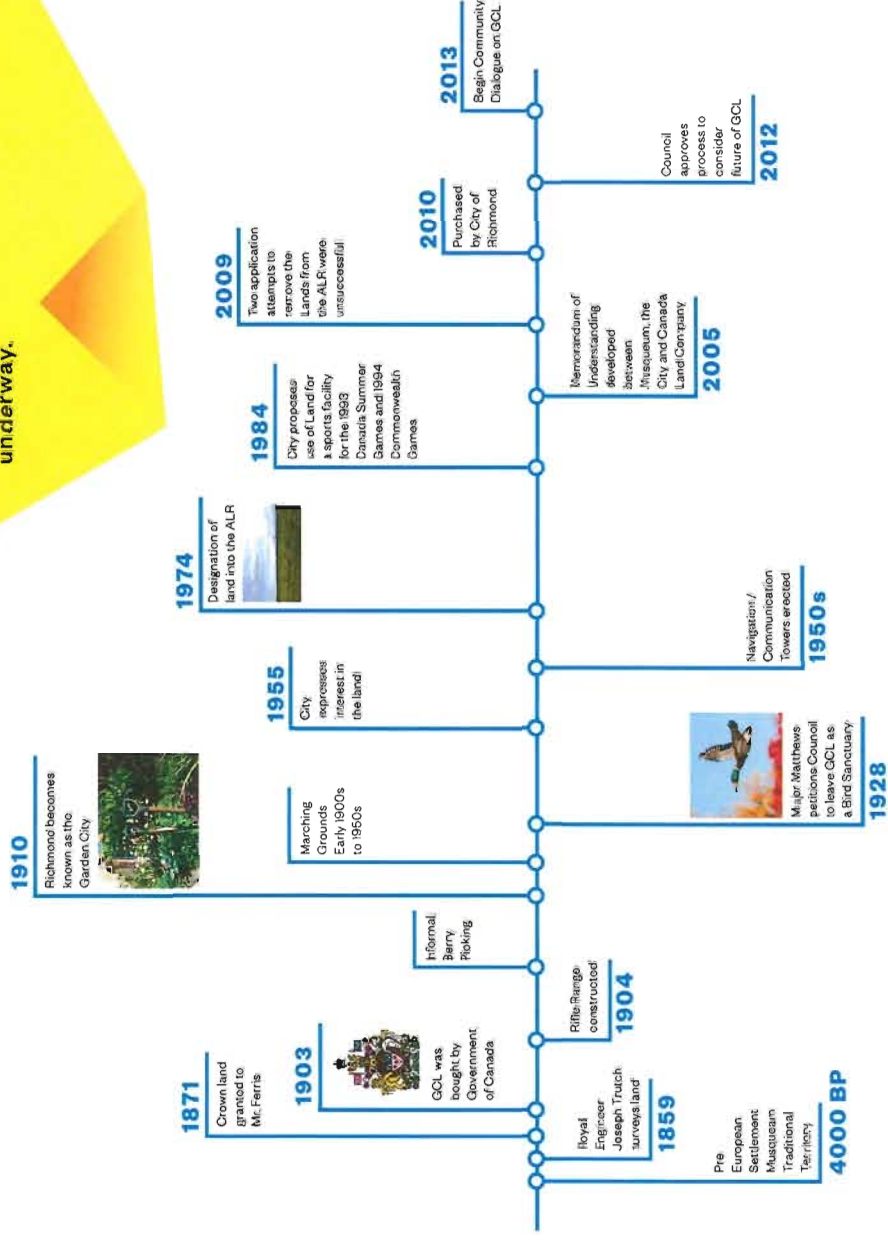 underway.
4000 BP
Pre
European
Settlement
Musqueam
Traditional
Territory
1859
Royal
Engineer
Joseph Trutch
surveys land
1871
Crown land
granted to
Mr. Ferris
1903
GCL was
bought by
Government
of Canada
1904
Rifle Range
constructed
Informal
Berry
Picking
1910
Richmond becomes
known as the
Garden City
Marching
Grounds
Early 1900s
to 1950s
1928
Major Matthews
petitions Council
to leave GCL as
a Bird Sanctuary
1955
City
expresses
interest in
the land
1950s
Navigation /
Communication
Towers erected
1974
Designation of
land into the ALR
1984
City proposes
use of Land for
a sports facility
for the 1993
Canada Summer
Games and 1994
Commonwealth
Games
2005
Memorandum of
Understanding
developed
between
Musqueam, the
City and Canada
Land Company
2009
Two application
attempts to
remove the
Lands from
the ALR were
unsuccessful
2010
Purchased
by City of
Richmond
2012
Council
approves
process to
consider
future of GCL
2013
Begin Community
Dialogue on GCL